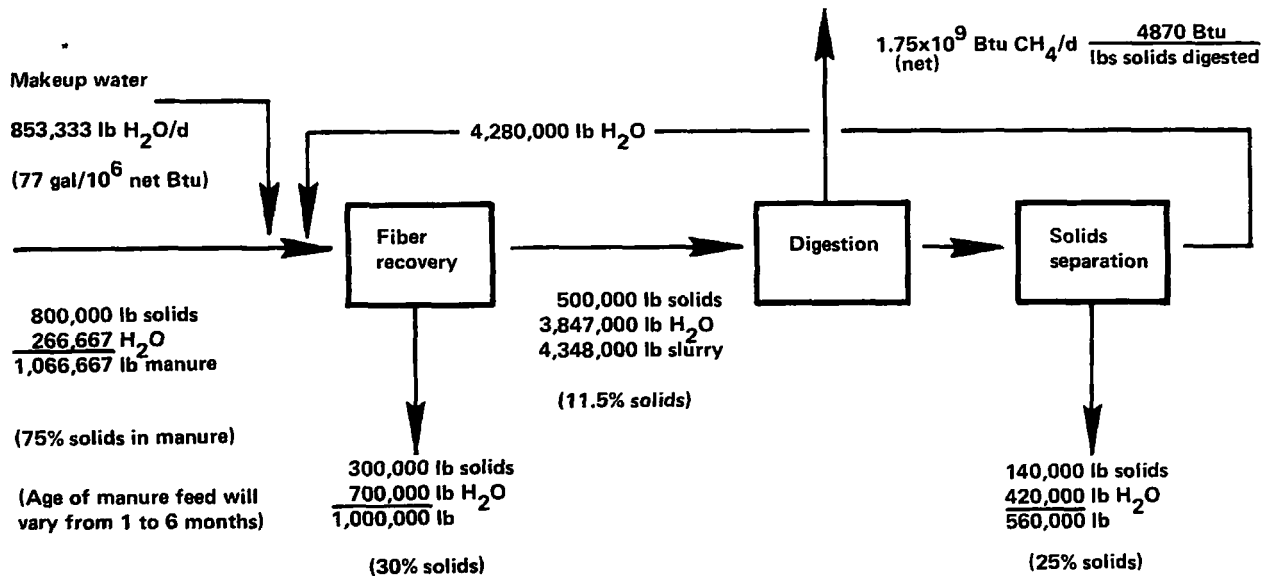 Makeup water
853,333 lb H2O/d
(77 gal/10^6 net Btu)
4,280,000 lb H2O
1.75x10^9 Btu CH4/d 4870 Btu
(net) lbs solids digested
Fiber
recovery
Digestion
Solids
separation
800,000 lb solids
266,667 H2O
1,066,667 lb manure
(75% solids in manure)
(Age of manure feed will
vary from 1 to 6 months)
500,000 lb solids
3,847,000 lb H2O
4,348,000 lb slurry
(11.5% solids)
300,000 lb solids
700,000 lb H2O
1,000,000 lb
(30% solids)
140,000 lb solids
420,000 lb H2O
560,000 lb
(25% solids)